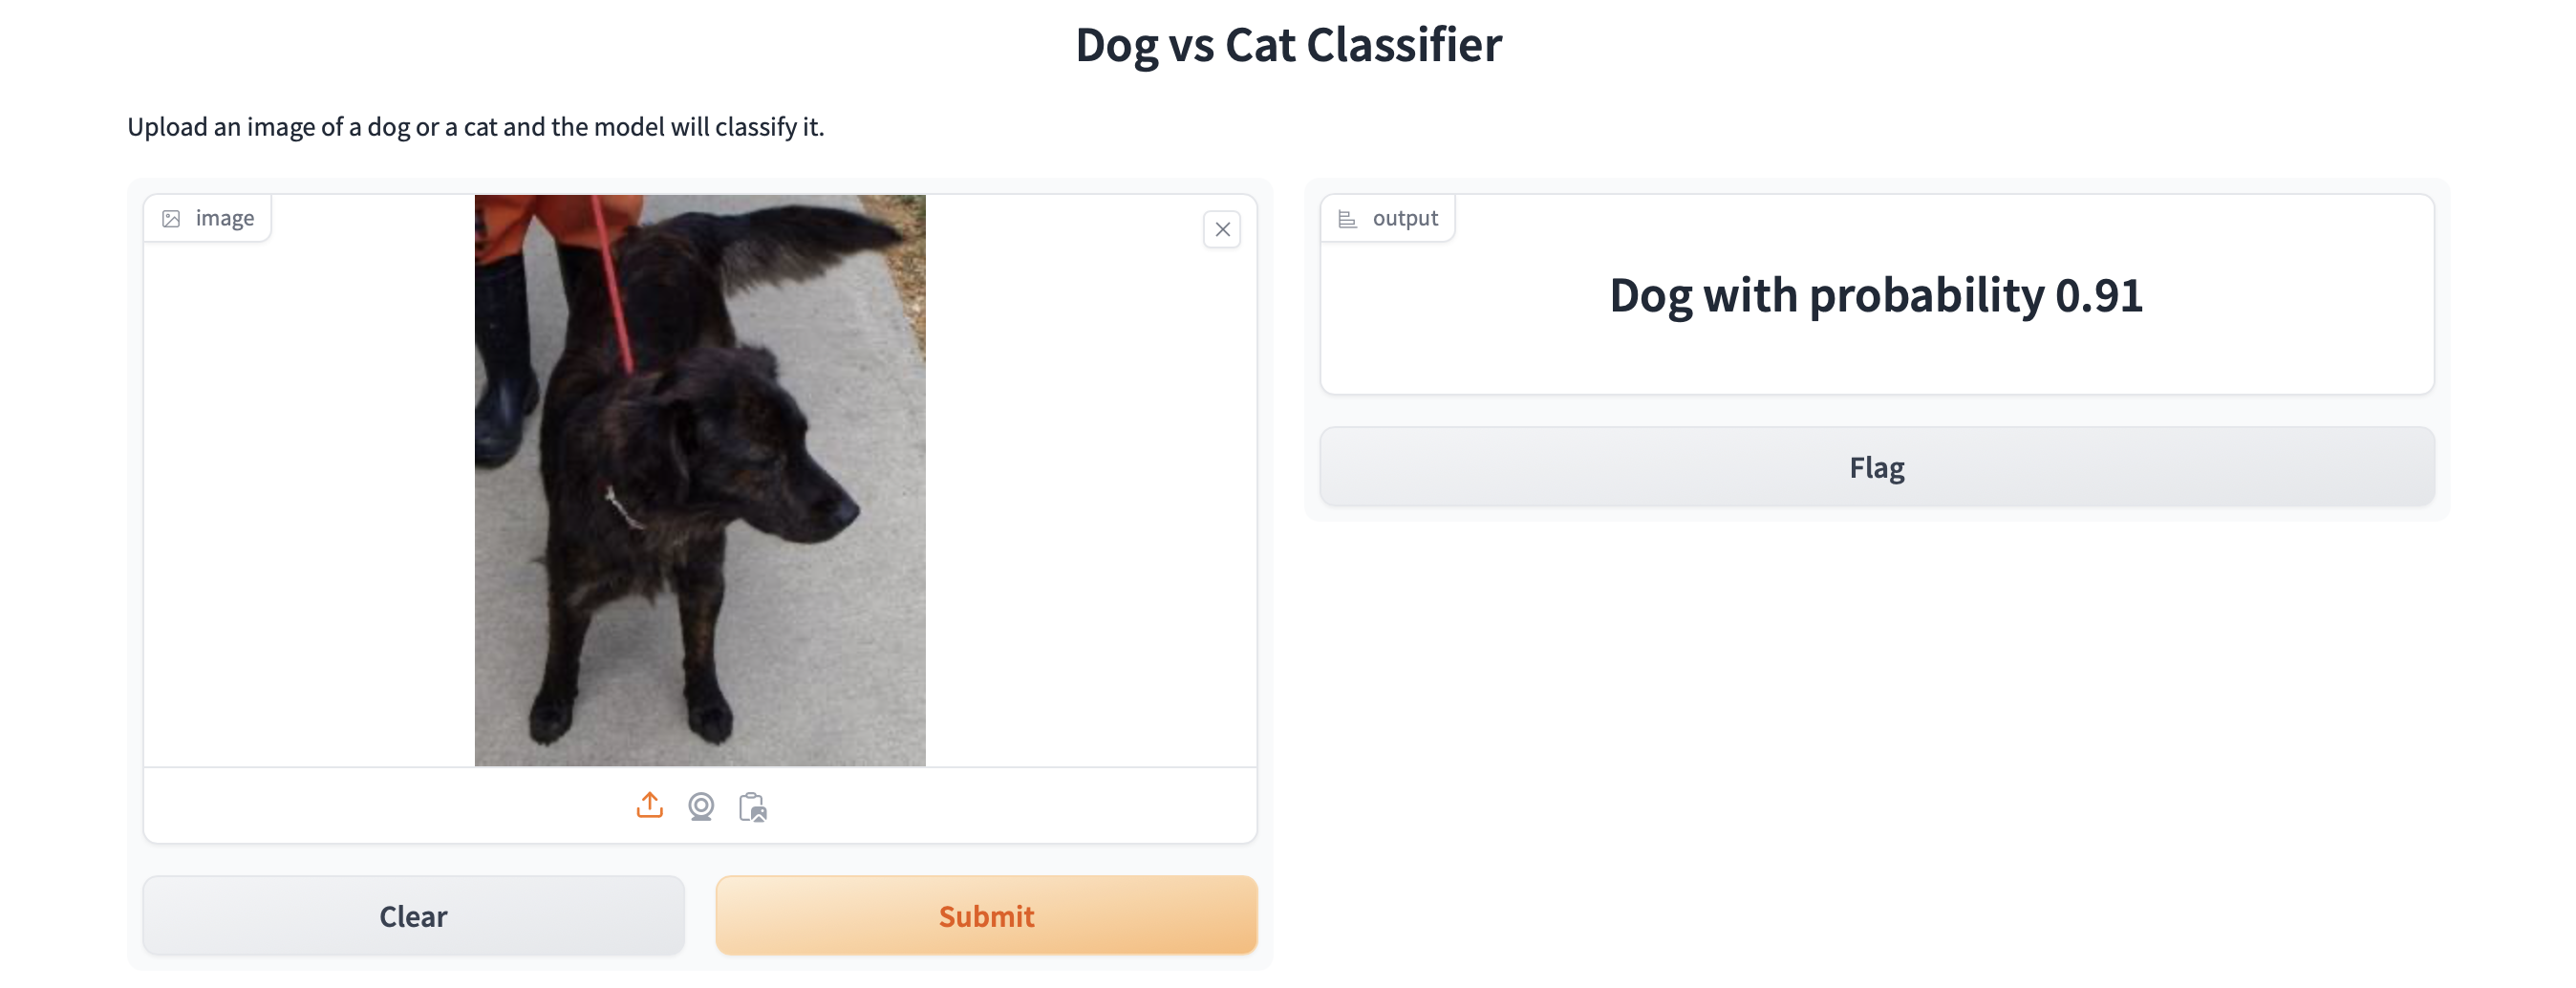 Dog vs Cat Classifier
Upload an image of a dog or a cat and the model will classify it.
image
output
Dog with probability 0.91
Flag
Clear
Submit